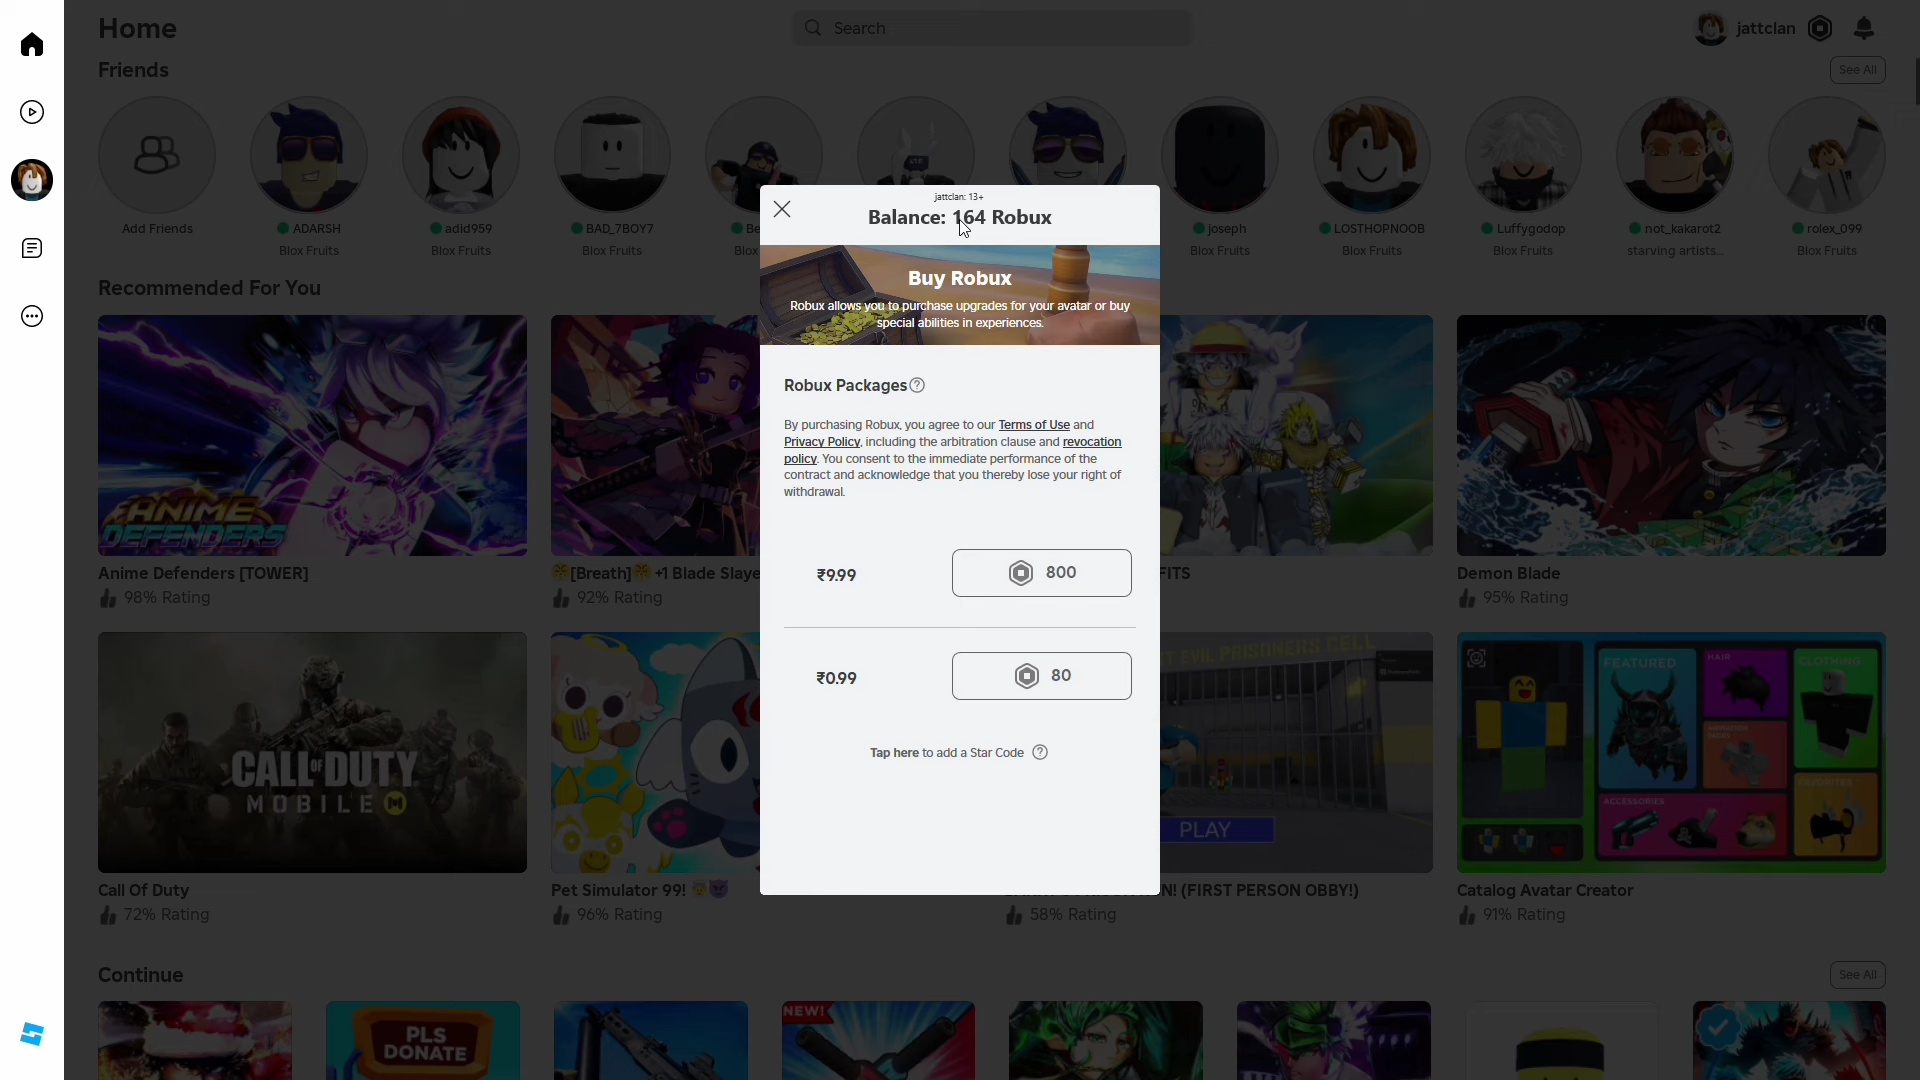 Home
Search
jattclan
Friends
See All
Add Friends
ADARSH
Blox Fruits
adid959
Blox Fruits
BAD_7BOY7
Blox Fruits
Be
Blox
joseph
Blox Fruits
LOSTHOPNOOB
Blox Fruits
Luffygodop
Blox Fruits
not_kakarot2
starving artists...
rolex_099
Blox Fruits
jattclan: 13+
Balance: 164 Robux
Buy Robux
Robux allows you to purchase upgrades for your avatar or buy
special abilities in experiences.
Robux Packages
By purchasing Robux, you agree to our Terms of Use and
Privacy Policy, including the arbitration clause and revocation
policy. You consent to the immediate performance of the
contract and acknowledge that you thereby lose your right of
withdrawal.
₹9.99
800
₹0.99
80
Tap here to add a Star Code
Recommended For You
ANIME
DEFENDERS
Anime Defenders [TOWER]
98% Rating
[Breath] +1 Blade Slaye
92% Rating
FITS
Demon Blade
95% Rating
CALL OF DUTY
MOBILE
Call Of Duty
72% Rating
Pet Simulator 99!
96% Rating
PLAY
N! (FIRST PERSON OBBY!)
58% Rating
FEATURED
HAIR
CLOTHING
ACCESSORIES
FAVORITES
Catalog Avatar Creator
91% Rating
Continue
See All
PLS
DONATE
NEW!